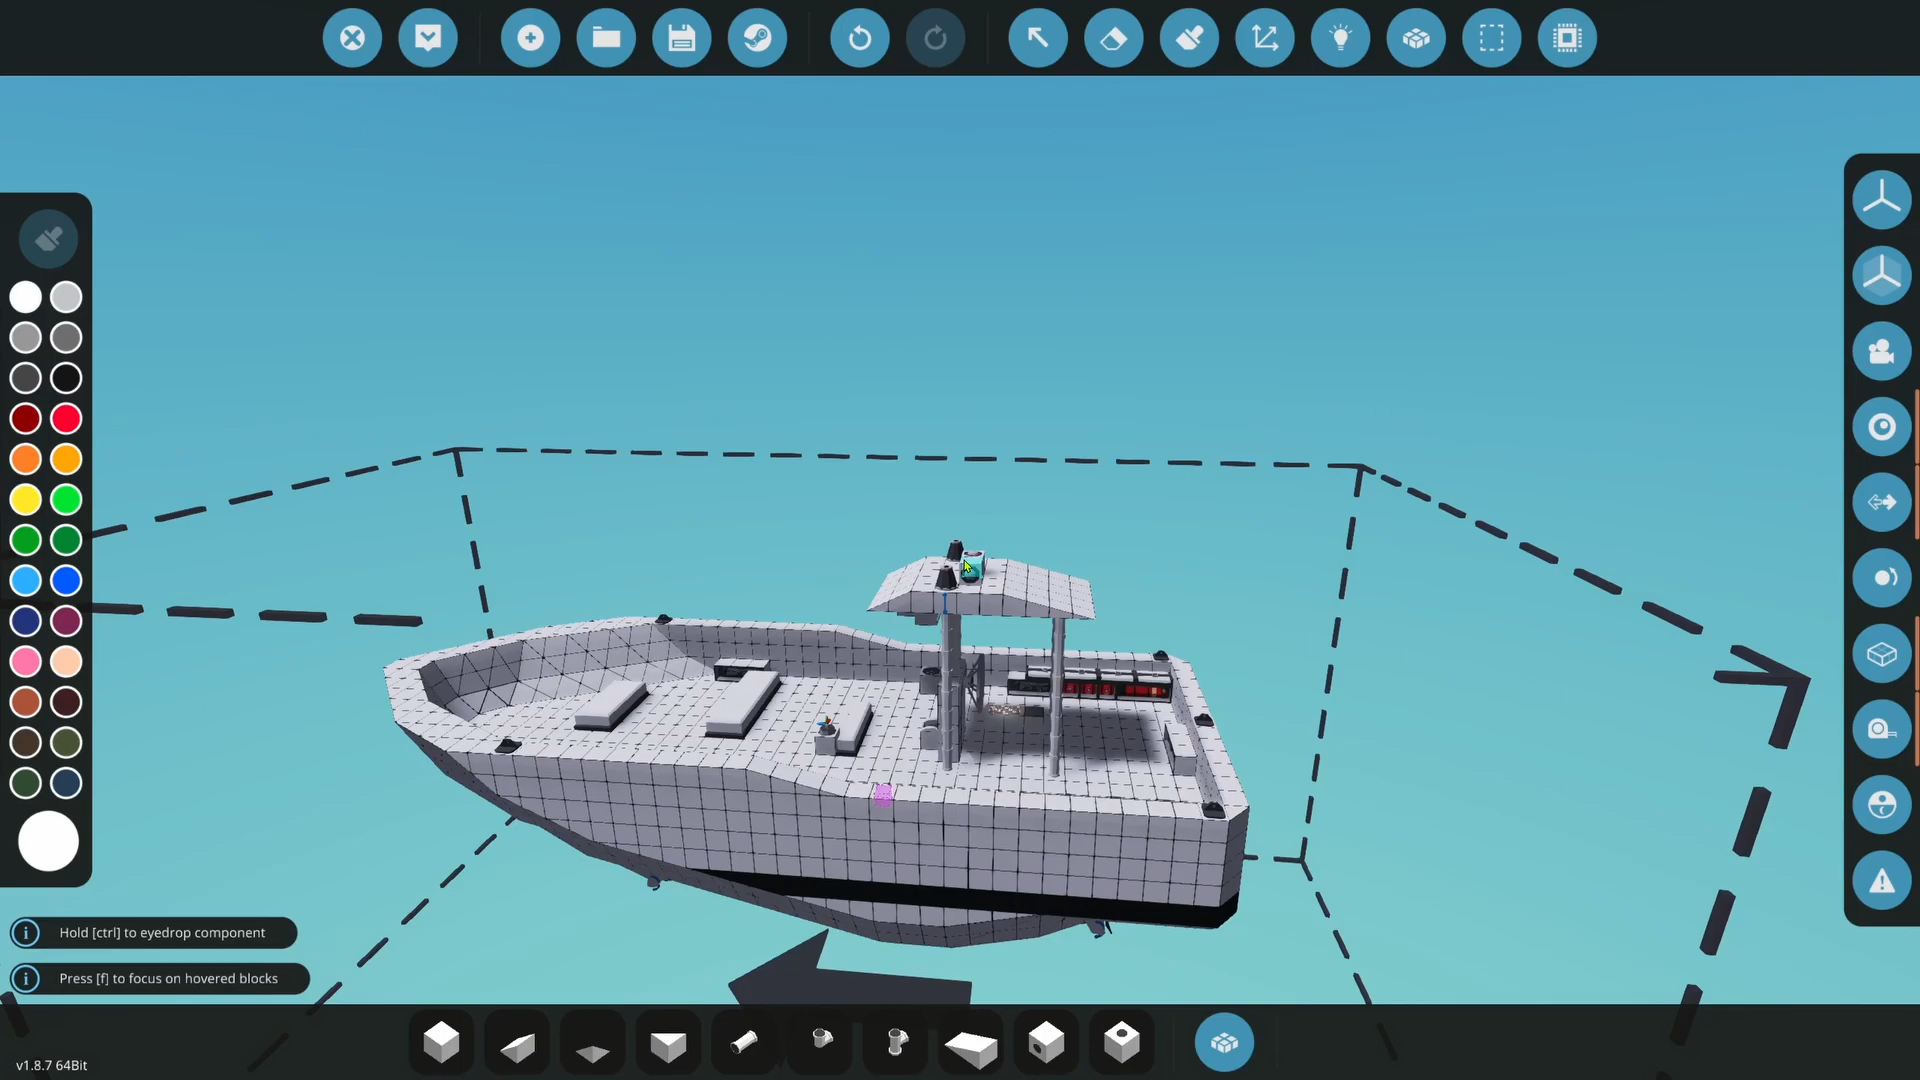 Hold [ctrl] to eyedrop component
Press [f] to focus on hovered blocks
v1.8.7 64Bit